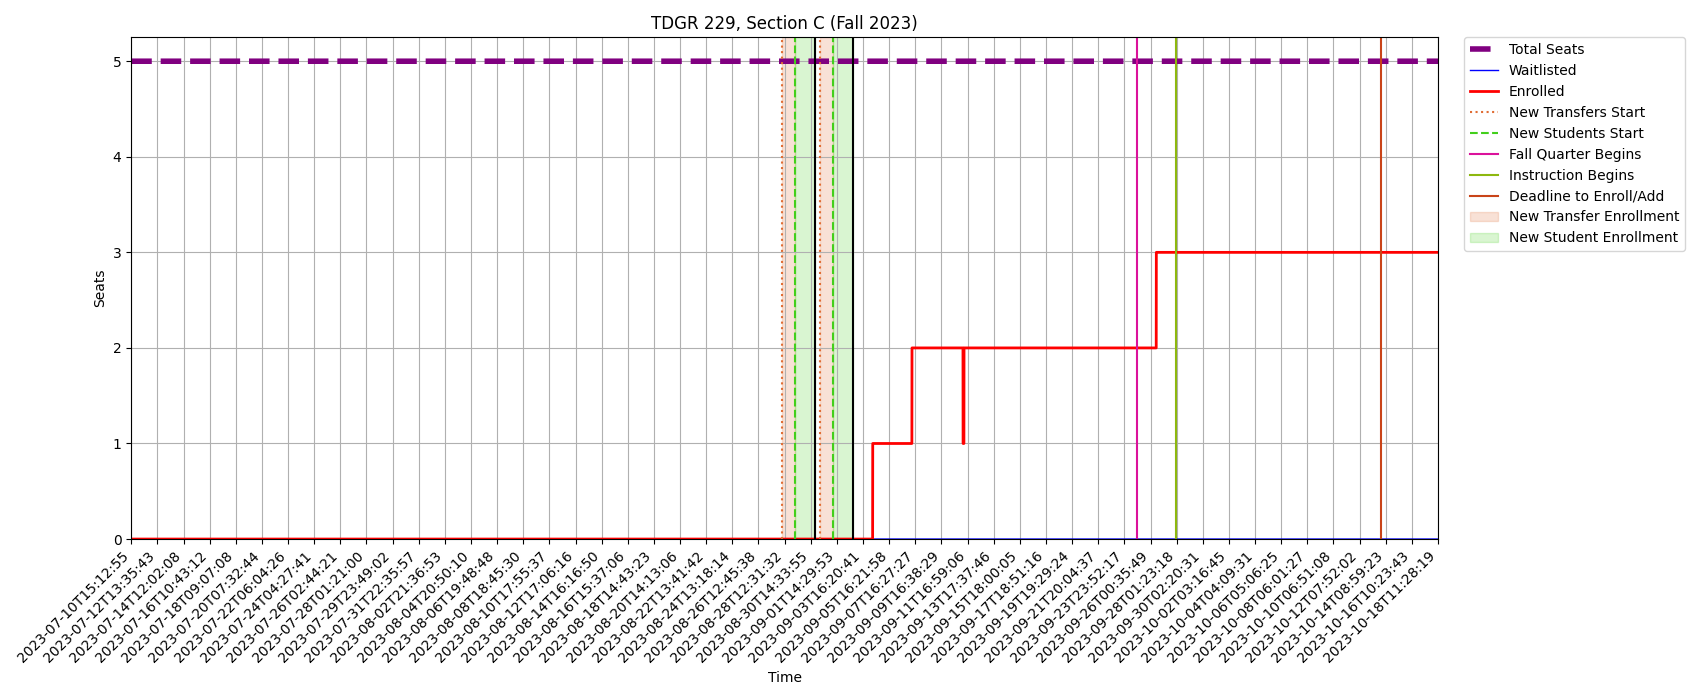 TDGR 229, Section C (Fall 2023)
Total Seats
Waitlisted
Enrolled
New Transfers Start
New Students Start
Fall Quarter Begins
Instruction Begins
Deadline to Enroll/Add
New Transfer Enrollment
New Student Enrollment
Seats
5
4
3
2
1
0
2023-07-10T15:12:55
2023-07-12T13:35:43
2023-07-14T12:02:08
2023-07-16T10:43:12
2023-07-18T09:07:08
2023-07-20T07:32:44
2023-07-22T06:04:26
2023-07-24T04:27:41
2023-07-26T02:44:21
2023-07-28T01:21:00
2023-07-29T23:49:02
2023-07-31T22:35:57
2023-08-02T21:36:53
2023-08-04T20:50:10
2023-08-06T19:48:48
2023-08-08T18:45:30
2023-08-10T17:55:37
2023-08-12T17:06:16
2023-08-14T16:16:50
2023-08-16T15:37:06
2023-08-18T14:43:23
2023-08-20T14:13:06
2023-08-22T13:41:42
2023-08-24T13:18:14
2023-08-26T12:45:38
2023-08-28T12:31:32
2023-08-30T14:33:55
2023-09-01T14:29:53
2023-09-03T16:20:41
2023-09-05T16:21:58
2023-09-07T16:27:27
2023-09-09T16:38:29
2023-09-11T16:59:06
2023-09-13T17:37:46
2023-09-15T18:00:05
2023-09-17T18:51:16
2023-09-19T19:29:24
2023-09-21T20:04:37
2023-09-23T23:52:17
2023-09-26T00:35:49
2023-09-28T01:23:18
2023-09-30T02:20:31
2023-10-02T03:16:45
2023-10-04T04:09:31
2023-10-06T05:06:25
2023-10-08T06:01:27
2023-10-10T06:51:08
2023-10-12T07:52:02
2023-10-14T08:59:23
2023-10-16T10:23:43
2023-10-18T11:28:19
Time